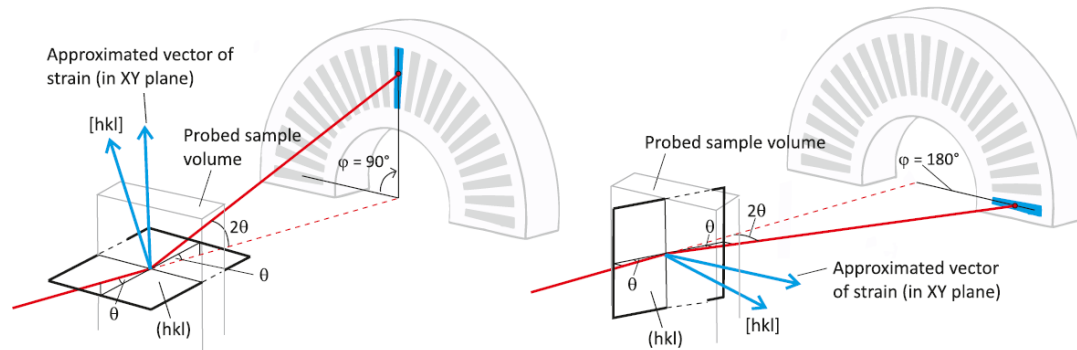 Approximated vector of
strain (in XY plane)
[hkl]
Probed sample
volume
φ = 90°
2θ
θ
θ
(hkl)
Probed sample volume
φ = 180°
2θ
θ
θ
Approximated vector
of strain (in XY plane)
[hkl]
(hkl)